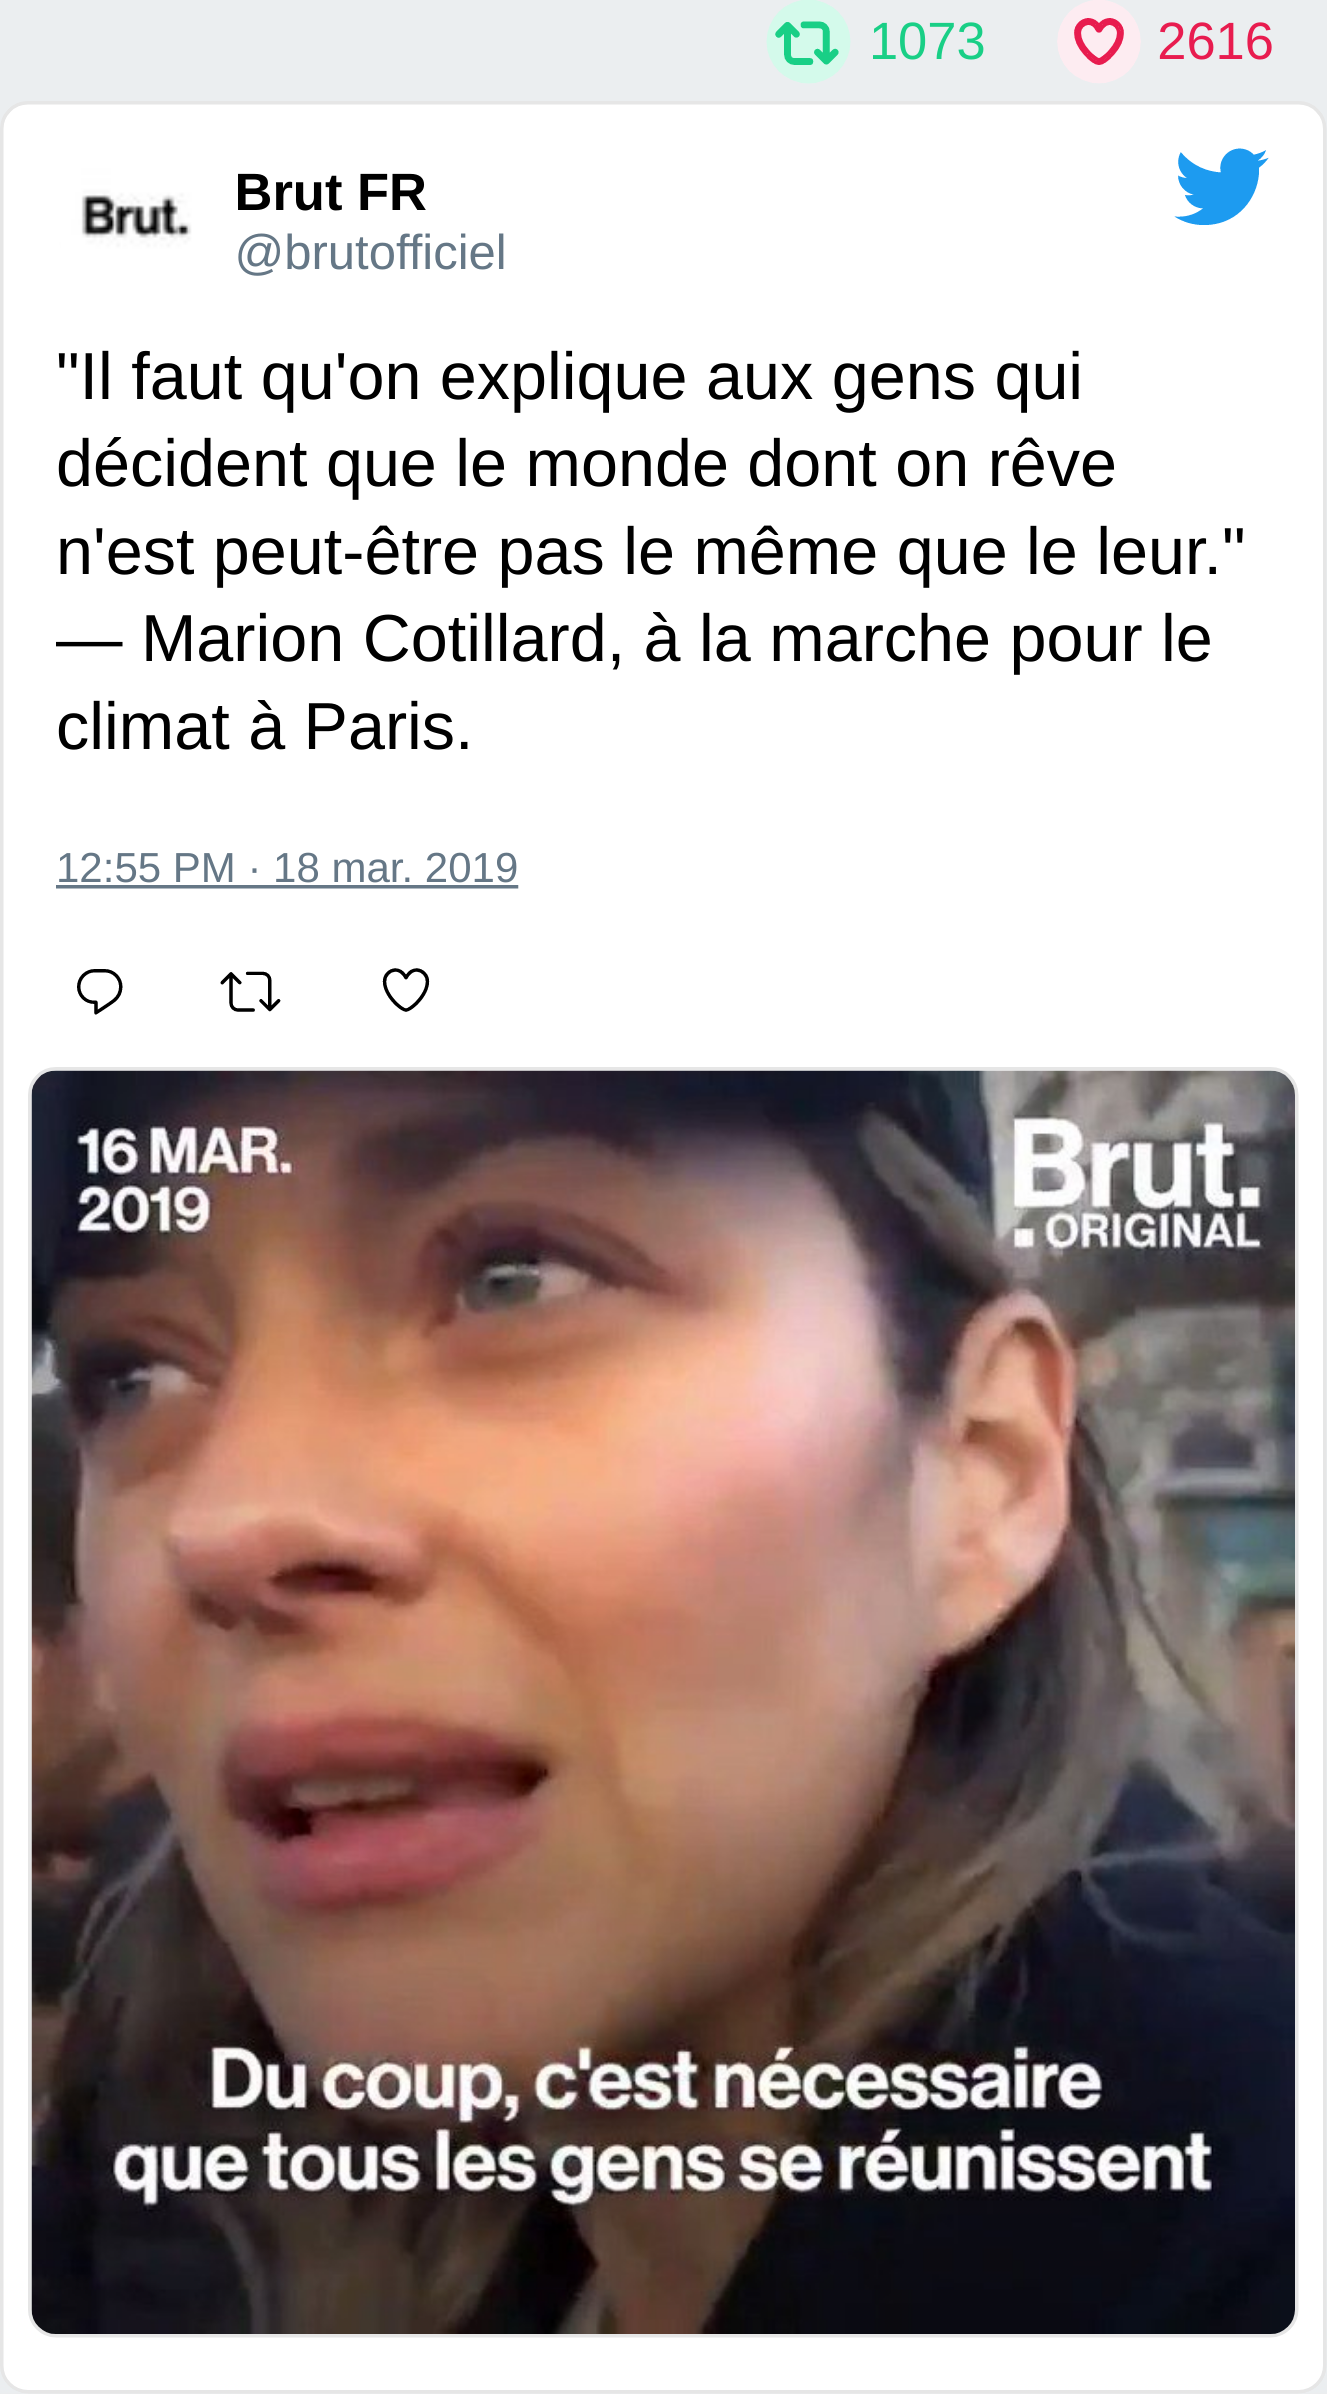 1073 2616
Brut.
Brut FR
@brutofficiel
"Il faut qu'on explique aux gens qui
décident que le monde dont on rêve
n'est peut-être pas le même que le leur."
— Marion Cotillard, à la marche pour le
climat à Paris.
12:55 PM · 18 mar. 2019
16 MAR.
2019
Brut.
ORIGINAL
Du coup, c'est nécessaire
que tous les gens se réunissent